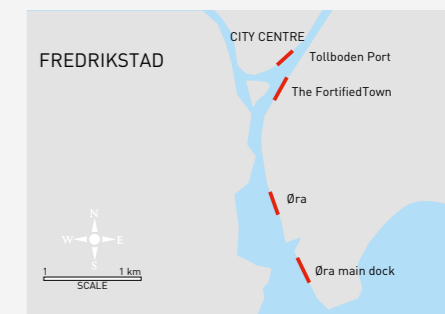 CITY CENTRE
FREDRIKSTAD
Tollboden Port
The FortifiedTown
Øra
N
W E
S
1 1 km
SCALE
Øra main dock